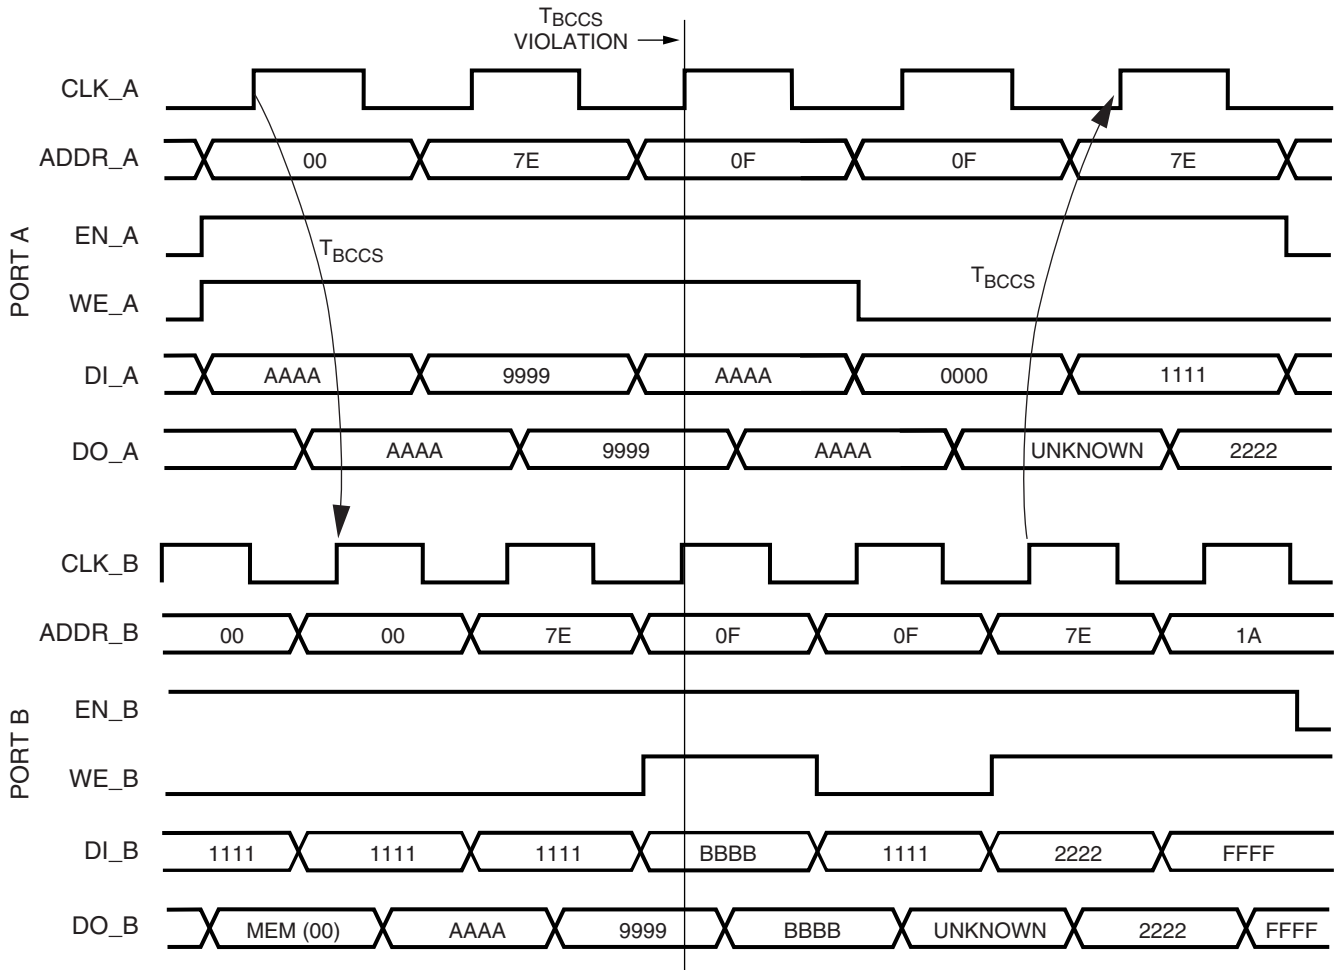 TBCCS
VIOLATION
CLK_A
ADDR_A 00 7E 0F 0F 7E
PORT A
EN_A
TBCCS
TBCCS
WE_A
DI_A AAAA 9999 AAAA 0000 1111
DO_A AAAA 9999 AAAA UNKNOWN 2222
CLK_B
ADDR_B 00 00 7E 0F 0F 7E 1A
PORT B
EN_B
WE_B
DI_B 1111 1111 1111 BBBB 1111 2222 FFFF
DO_B MEM (00) AAAA 9999 BBBB UNKNOWN 2222 FFFF